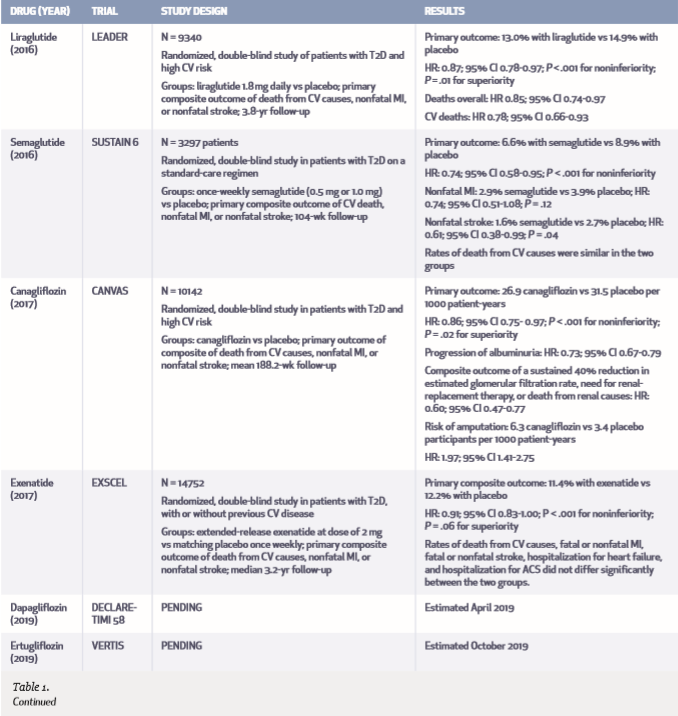 DRUG (YEAR) TRIAL STUDY DESIGN RESULTS
Liraglutide
(2016)
LEADER
N = 9340
Randomized, double-blind study of patients with T2D and
high CV risk
Groups: liraglutide 1.8 mg daily vs placebo; primary
composite outcome of death from CV causes, nonfatal MI,
or nonfatal stroke; 3.8-yr follow-up
Primary outcome: 13.0% with liraglutide vs 14.9% with
placebo
HR: 0.87; 95% CI 0.78-0.97; P < .001 for noninferiority;
P = .01 for superiority
Deaths overall: HR 0.85; 95% CI 0.74-0.97
CV deaths: HR 0.78; 95% CI 0.66-0.93
Semaglutide
(2016)
SUSTAIN 6
N = 3297 patients
Randomized, double-blind study in patients with T2D on a
standard-care regimen
Groups: once-weekly semaglutide (0.5 mg or 1.0 mg)
vs placebo; primary composite outcome of CV death,
nonfatal MI, or nonfatal stroke; 104-wk follow-up
Primary outcome: 6.6% with semaglutide vs 8.9% with
placebo
HR: 0.74; 95% CI 0.58-0.95; P < .001 for noninferiority
Nonfatal MI: 2.9% semaglutide vs 3.9% placebo; HR:
0.74; 95% CI 0.51-1.08; P = .12
Nonfatal stroke: 1.6% semaglutide vs 2.7% placebo; HR:
0.61; 95% CI 0.38-0.99; P = .04
Rates of death from CV causes were similar in the two
groups
Canagliflozin
(2017)
CANVAS
N = 10142
Randomized, double-blind study in patients with T2D and
high CV risk
Groups: canagliflozin vs placebo; primary outcome of
composite of death from CV causes, nonfatal MI, or
nonfatal stroke; mean 188.2-wk follow-up
Primary outcome: 26.9 canagliflozin vs 31.5 placebo per
1000 patient-years
HR: 0.86; 95% CI 0.75- 0.97; P < .001 for noninferiority;
P = .02 for superiority
Progression of albuminuria: HR: 0.73; 95% CI 0.67-0.79
Composite outcome of a sustained 40% reduction in
estimated glomerular filtration rate, need for renal-
replacement therapy, or death from renal causes: HR:
0.60; 95% CI 0.47-0.77
Risk of amputation: 6.3 canagliflozin vs 3.4 placebo
participants per 1000 patient-years
HR: 1.97; 95% CI 1.41-2.75
Exenatide
(2017)
EXSCEL
N = 14752
Randomized, double-blind study in patients with T2D,
with or without previous CV disease
Groups: extended-release exenatide at dose of 2 mg
vs matching placebo once weekly; primary composite
outcome of death from CV causes, nonfatal MI, or
nonfatal stroke; median 3.2-yr follow-up
Primary composite outcome: 11.4% with exenatide vs
12.2% with placebo
HR: 0.91; 95% CI 0.83-1.00; P < .001 for noninferiority;
P = .06 for superiority
Rates of death from CV causes, fatal or nonfatal MI,
fatal or nonfatal stroke, hospitalization for heart failure,
and hospitalization for ACS did not differ significantly
between the two groups.
Dapagliflozin
(2019)
DECLARE-
TIMI 58
PENDING
Estimated April 2019
Ertugliflozin
(2019)
VERTIS
PENDING
Estimated October 2019
Table 1.
Continued